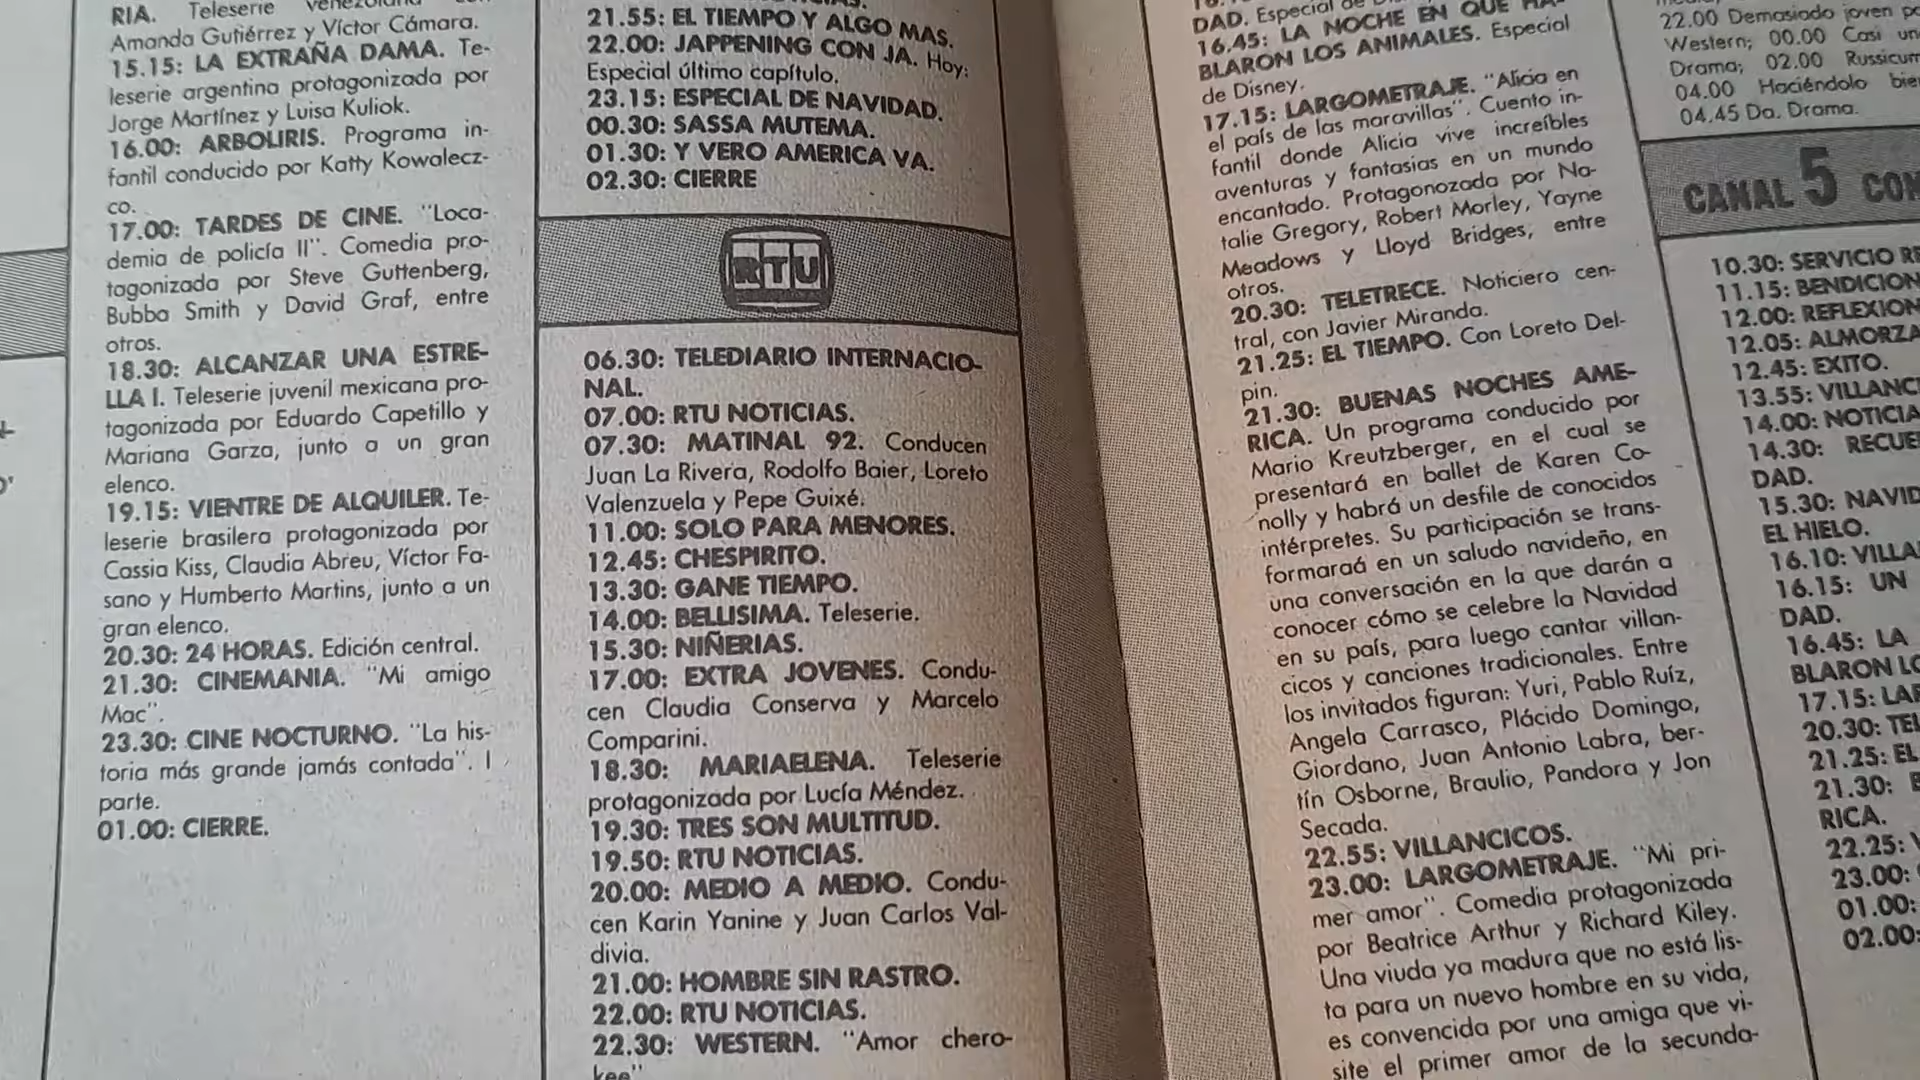 RIA. Teleserie venezolana con
Amanda Gutiérrez y Víctor Cámara.
15.15: LA EXTRAÑA DAMA. Te-
leserie argentina protagonizada por
Jorge Martínez y Luisa Kuliok.
16.00: ARBOLIRIS. Programa in-
fantil conducido por Katty Kowalecz-
co.
17.00: TARDES DE CINE. "Loca-
demia de policía II". Comedia pro-
tagonizada por Steve Guttenberg,
Bubba Smith y David Graf, entre
otros.
18.30: ALCANZAR UNA ESTRE-
LLA I. Teleserie juvenil mexicana pro-
tagonizada por Eduardo Capetillo y
Mariana Garza, junto a un gran
elenco.
19.15: VIENTRE DE ALQUILER. Te-
leserie brasilera protagonizada por
Cassia Kiss, Claudia Abreu, Víctor Fa-
sano y Humberto Martins, junto a un
gran elenco.
20.30: 24 HORAS. Edición central.
21.30: CINEMANIA. "Mi amigo
Mac".
23.30: CINE NOCTURNO. "La his-
toria más grande jamás contada". I
parte.
01.00: CIERRE.
21.55: EL TIEMPO Y ALGO MAS.
22.00: JAPPENING CON JA. Hoy:
Especial último capítulo.
23.15: ESPECIAL DE NAVIDAD.
00.30: SASSA MUTEMA.
01.30: Y VERO AMERICA VA.
02.30: CIERRE
RTU
06.30: TELEDIARIO INTERNACIO-
NAL.
07.00: RTU NOTICIAS.
07.30: MATINAL 92. Conducen
Juan La Rivera, Rodolfo Baier, Loreto
Valenzuela y Pepe Guixé.
11.00: SOLO PARA MENORES.
12.45: CHESPIRITO.
13.30: GANE TIEMPO.
14.00: BELLISIMA. Teleserie.
15.30: NIÑERIAS.
17.00: EXTRA JOVENES. Condu-
cen Claudia Conserva y Marcelo
Comparini.
18.30: MARIAELENA. Teleserie
protagonizada por Lucía Méndez.
19.30: TRES SON MULTITUD.
19.50: RTU NOTICIAS.
20.00: MEDIO A MEDIO. Condu-
cen Karin Yanine y Juan Carlos Val-
divia.
21.00: HOMBRE SIN RASTRO.
22.00: RTU NOTICIAS.
22.30: WESTERN. "Amor chero-
kee"
DAD. Especial de
16.45: LA NOCHE EN QUE HA-
BLARON LOS ANIMALES. Especial
de Disney.
17.15: LARGOMETRAJE. "Alicia en
el país de las maravillas". Cuento in-
fantil donde Alicia vive increíbles
aventuras y fantasías en un mundo
encantado. Protagonozada por Na-
talie Gregory, Robert Morley, Yayne
Meadows y Lloyd Bridges, entre
otros.
20.30: TELETRECE. Noticiero cen-
tral, con Javier Miranda.
21.25: EL TIEMPO. Con Loreto Del-
pin.
21.30: BUENAS NOCHES AME-
RICA. Un programa conducido por
Mario Kreutzberger, en el cual se
presentará en ballet de Karen Co-
nolly y habrá un desfile de conocidos
intérpretes. Su participación se trans-
formaraá en un saludo navideño, en
una conversación en la que darán a
conocer cómo se celebre la Navidad
en su país, para luego cantar villan-
cicos y canciones tradicionales. Entre
los invitados figuran: Yuri, Pablo Ruíz,
Angela Carrasco, Plácido Domingo,
Giordano, Juan Antonio Labra, ber-
tín Osborne, Braulio, Pandora y Jon
Secada.
22.55: VILLANCICOS.
23.00: LARGOMETRAJE. "Mi pri-
mer amor". Comedia protagonizada
por Beatrice Arthur y Richard Kiley.
Una viuda ya madura que no está lis-
ta para un nuevo hombre en su vida,
es convencida por una amiga que vi-
site el primer amor de la secunda-
22.00 Demasiado joven
Western; 00.00 Casi
Drama; 02.00 Russicum
04.00 Haciéndolo
04.45 Da. Drama.
CANAL 5
10.30: SERVICIO
11.15: BENDICION
12.00: REFLEXION
12.05: ALMORZA
12.45: EXITO.
13.55: VILLANCI
14.00: NOTICIA
14.30: RECUE
DAD.
15.30: NAVID
EL HIELO.
16.10: VILLA
16.15: UN
DAD.
16.45: LA
BLARON LO
17.15: LAR
20.30: TEL
21.25: EL
21.30:
RICA.
22.25:
23.00:
01.00:
02.00: